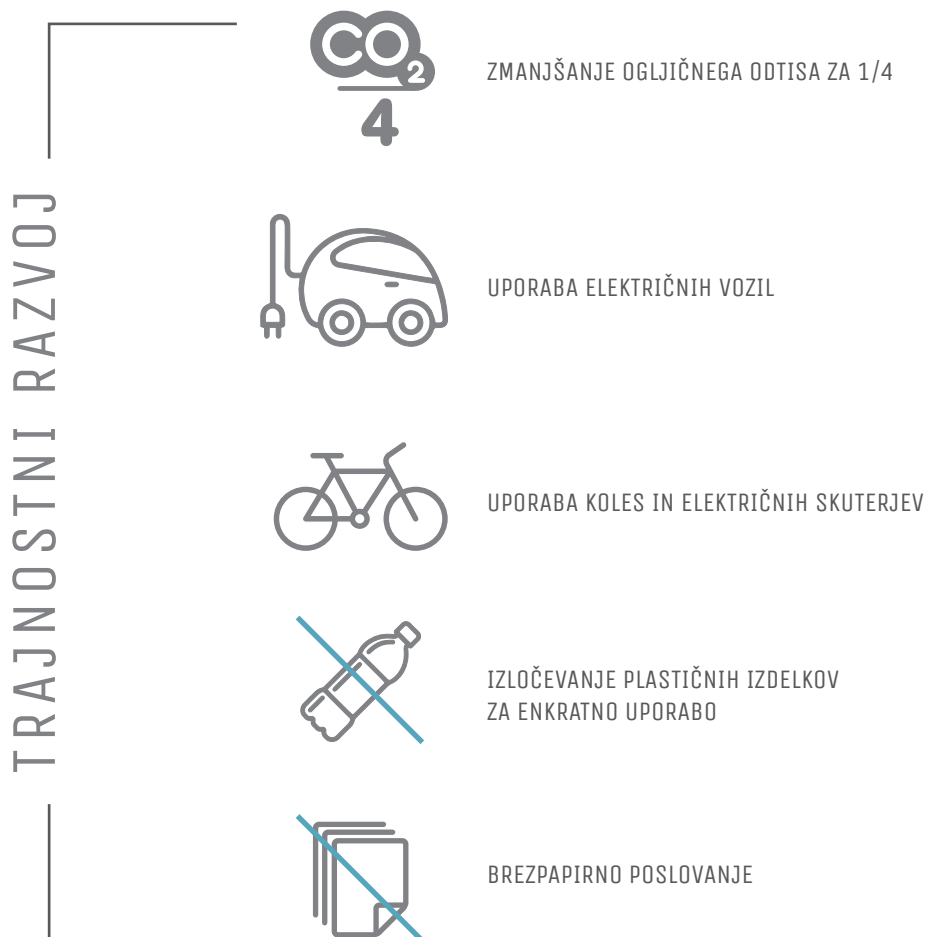 TRAJNOSTNI RAZVOJ
CO2
4
ZMANJŠANJE OGLJIČNEGA ODTISA ZA 1/4
UPORABA ELEKTRIČNIH VOZIL
UPORABA KOLES IN ELEKTRIČNIH SKUTERJEV
IZLOČEVANJE PLASTIČNIH IZDELKOV
ZA ENKRATNO UPORABO
BREZPAPIRNO POSLOVANJE